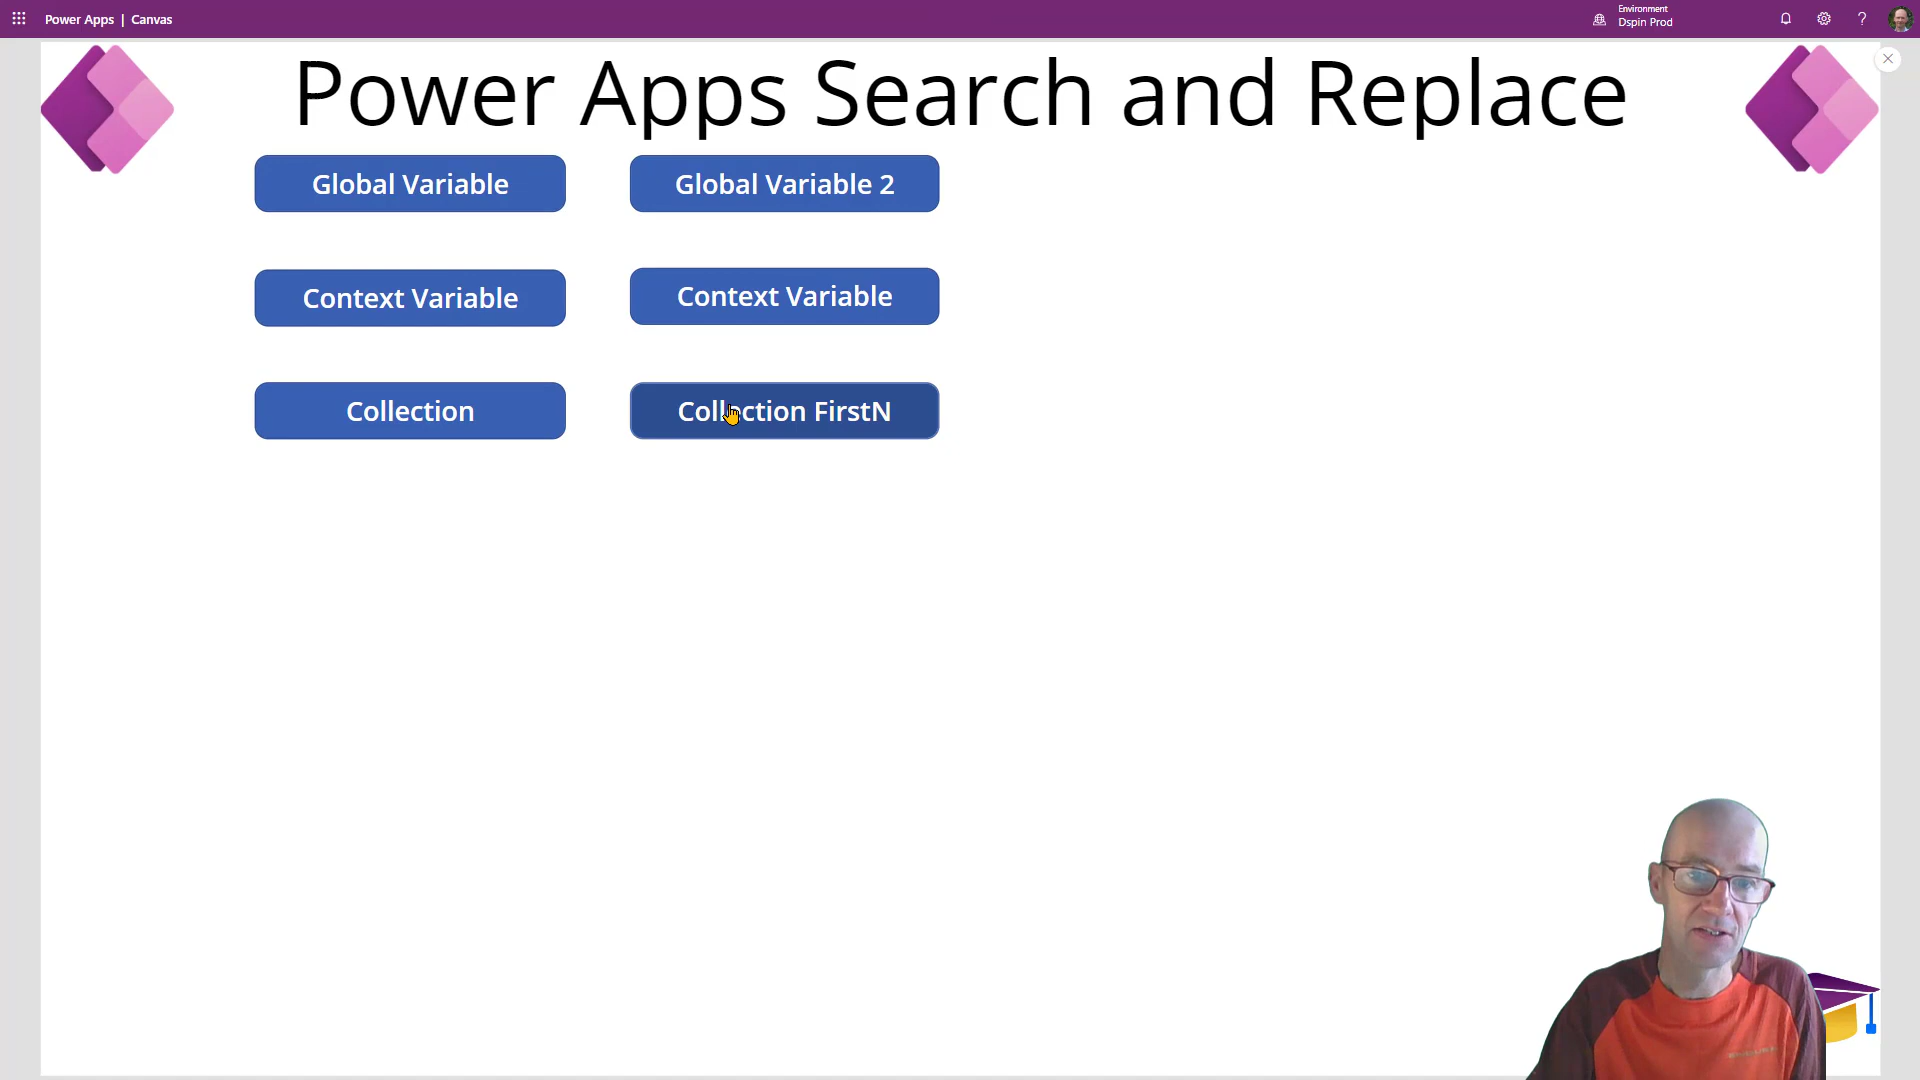 Power Apps | Canvas
Environment
Dspin Prod
?
Power Apps Search and Replace
Global Variable
Global Variable 2
Context Variable
Context Variable
Collection
Collection FirstN